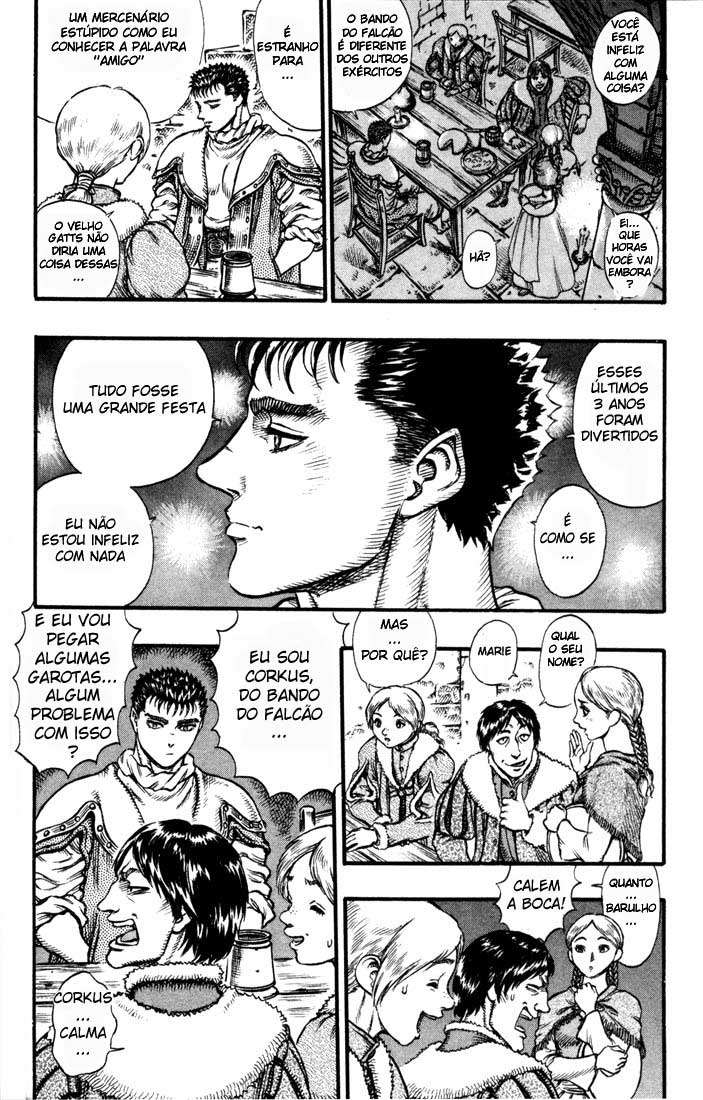 VOCÊ
ESTÁ
INFELIZ
COM
ALGUMA
COISA?
O BANDO
DO FALCÃO
É DIFERENTE
DOS OUTROS
EXÉRCITOS
EI...
QUE
HORAS
VOCÊ VAI
EMBORA
?
HÃ?
É
ESTRANHO
PARA
...
UM MERCENÁRIO
ESTÚPIDO COMO EU
CONHECER A PALAVRA
"AMIGO"
O VELHO
GATTS NÃO
DIRIA UMA
COISA DESSAS
...
ESSES
ÚLTIMOS
3 ANOS
FORAM
DIVERTIDOS
É
COMO SE
...
TUDO FOSSE
UMA GRANDE FESTA
EU NÃO
ESTOU INFELIZ
COM NADA
QUAL
O SEU
NOME?
MARIE
MAS
...
POR QUÊ?
EU SOU
CORKUS,
DO BANDO
DO FALCÃO
...
E EU VOU
PEGAR
ALGUMAS
GAROTAS...
ALGUM
PROBLEMA
COM ISSO
?
CORKUS
...
CALMA
...
QUANTO
...
BARULHO
CALEM
A BOCA!